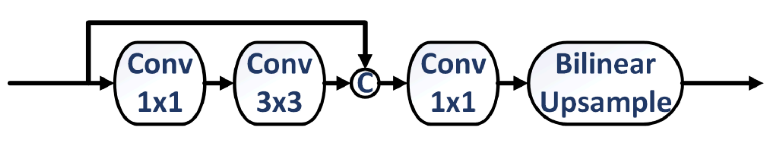 Conv
1x1
Conv
3x3
C
Conv
1x1
Bilinear
Upsample